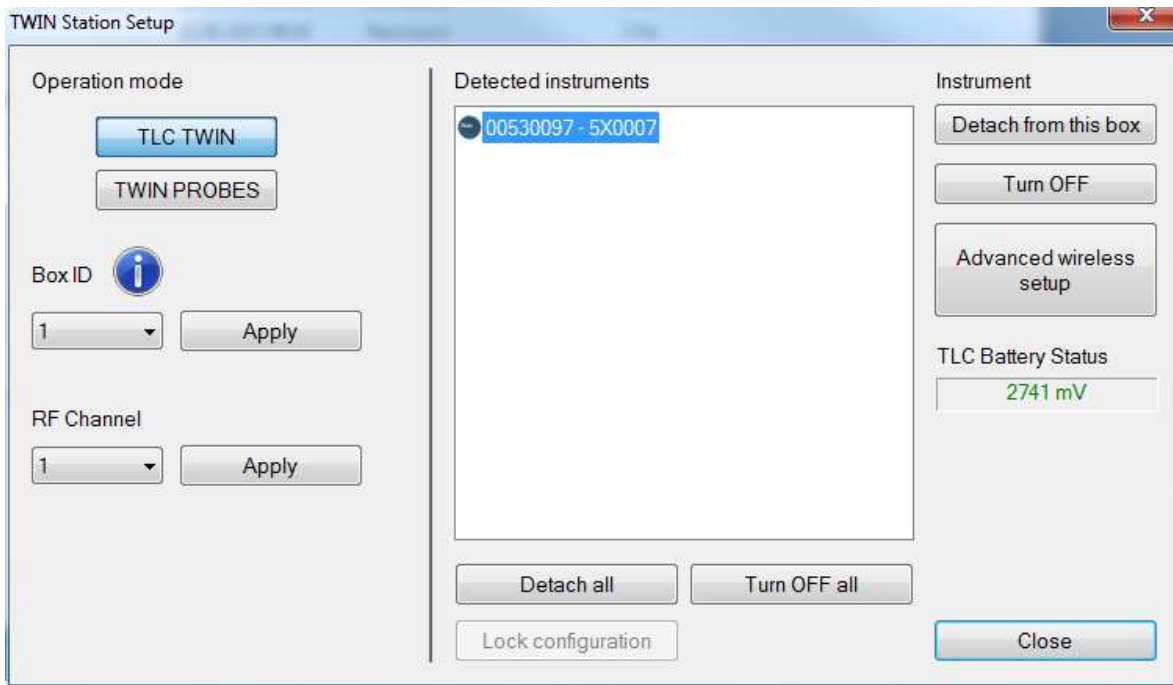 TWIN Station Setup
X
Operation mode
TLC TWIN
TWIN PROBES
Box ID
i
1
Apply
RF Channel
1
Apply
Detected instruments
00530097 - 5X0007
Detach all
Turn OFF all
Lock configuration
Instrument
Detach from this box
Turn OFF
Advanced wireless
setup
TLC Battery Status
2741 mV
Close